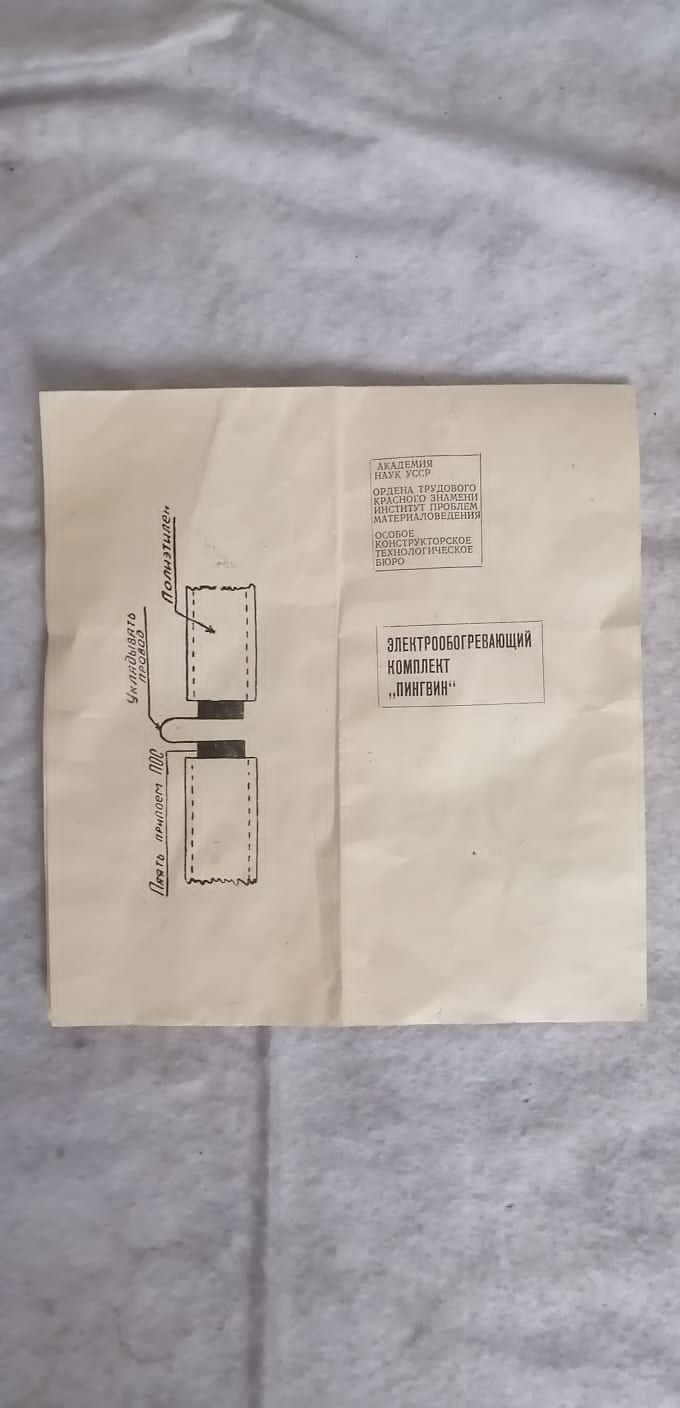 АКАДЕМИЯ
НАУК УССР
ОРДЕНА ТРУДОВОГО
КРАСНОГО ЗНАМЕНИ
ИНСТИТУТ ПРОБЛЕМ
МАТЕРИАЛОВЕДЕНИЯ
ОСОБОЕ
КОНСТРУКТОРСКОЕ
ТЕХНОЛОГИЧЕСКОЕ
БЮРО
ЭЛЕКТРООБОГРЕВАЮЩИЙ
КОМПЛЕКТ
„ПИНГВИН“
Паять припоем ПОС
Укладывать
провод
Полиэтилен